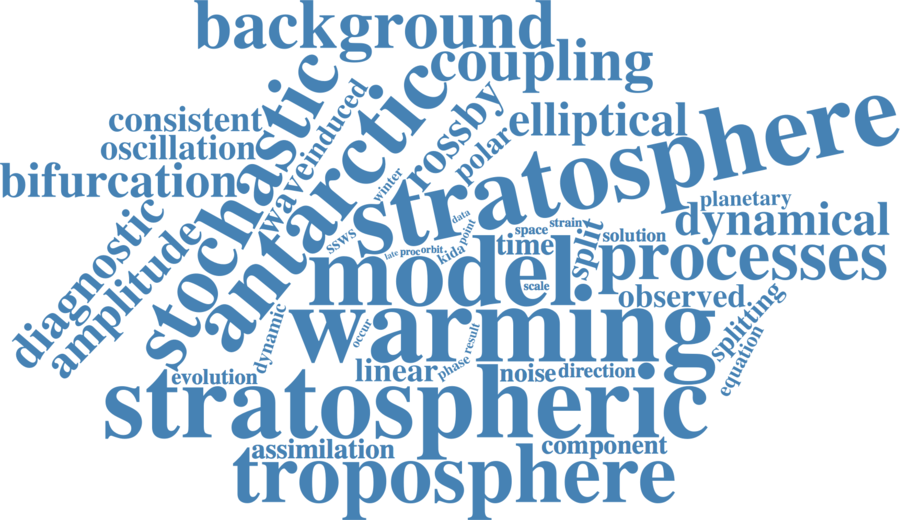 background
coupling
stochastic
antarctic
waveinduced
rossby
polar
elliptical
stratosphere
consistent
oscillation
bifurcation
winter
planetary
dynamical
diagnostic
amplitude
data
point
space
strain
split
solution
ssws
late
proc
orbit
kida
time
model
scale
processes
observed
splitting
equation
dynamic
occur
warming
result
phase
linear
noise
direction
evolution
stratospheric
assimilation
component
troposphere